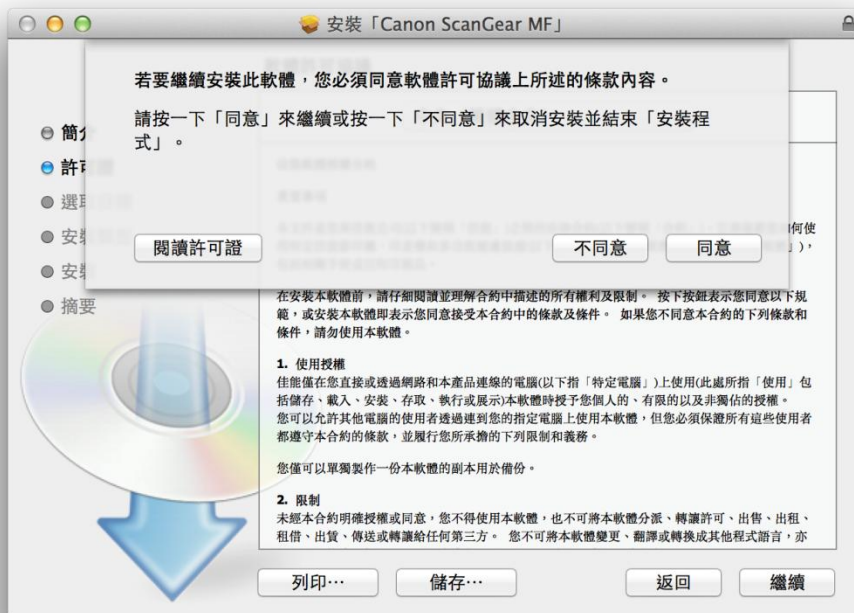 安裝「Canon ScanGear MF」
若要繼續安裝此軟體，您必須同意軟體許可協議上所述的條款內容。
請按一下「同意」來繼續或按一下「不同意」來取消安裝並結束「安裝程
式」。
閱讀許可證
不同意
同意
簡介
許可證
選
安裝
安裝
摘要
何使
」)，
在安裝本軟體前，請仔細閱讀並理解合約中描述的所有權利及限制。 按下按鈕表示您同意以下規
範，或安裝本軟體即表示您同意接受本合約中的條款及條件。 如果您不同意本合約的下列條款和
條件，請勿使用本軟體。
1. 使用授權
佳能僅在您直接或透過網路和本產品連線的電腦(以下指「特定電腦」)上使用(此處所指「使用」包
括儲存、載入、安裝、存取、執行或展示)本軟體時授予您個人的、有限的以及非獨佔的授權。
您可以允許其他電腦的使用者透過連到您的指定電腦上使用本軟體，但您必須保證所有這些使用者
都遵守本合約的條款，並履行您所承擔的下列限制和義務。
您僅可以單獨製作一份本軟體的副本用於備份。
2. 限制
未經本合約明確授權或同意，您不得使用本軟體，也不可將本軟體分派、轉讓許可、出售、出租、
租借、出貨、傳送或轉讓給任何第三方。 您不可將本軟體變更、翻譯或轉換成其他程式語言，亦
列印…
儲存…
返回
繼續